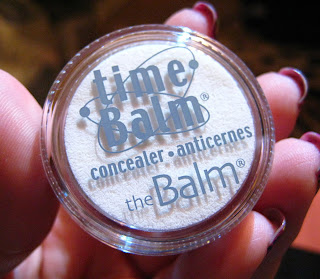 time
Balm®
concealer • anticernes
the Balm®